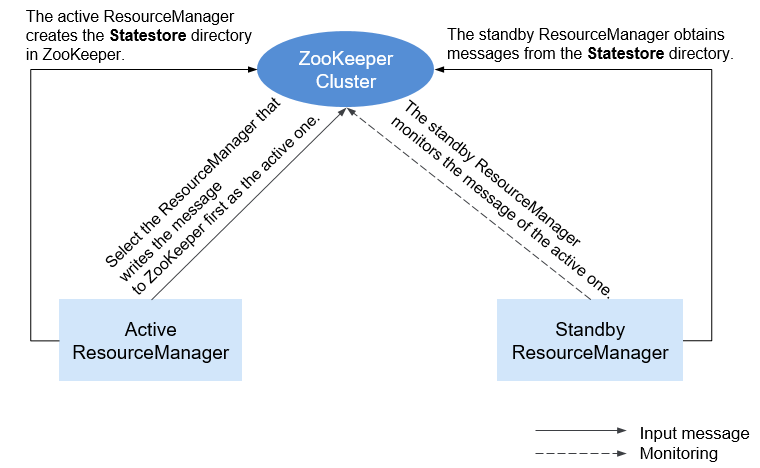 The active ResourceManager
creates the Statestore directory
in ZooKeeper.
The standby ResourceManager obtains
messages from the Statestore directory.
ZooKeeper
Cluster
Select the ResourceManager that
writes the message
to ZooKeeper first as the active one.
The standby ResourceManager
monitors the message of the active one.
Active
ResourceManager
Standby
ResourceManager
Input message
Monitoring